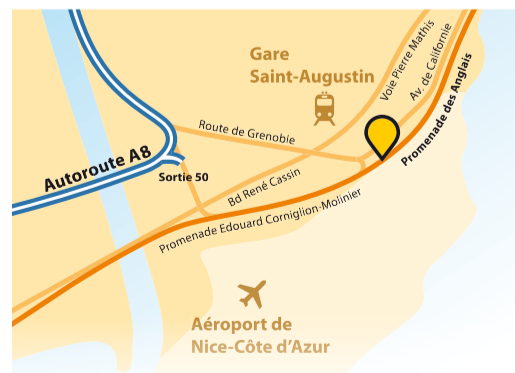 Gare
Saint-Augustin
Voie Pierre Mathis
Av. de Californie
Promenade des Anglais
Route de Grenobie
Autoroute A8
Sortie 50
Bd René Cassin
Promenade Edouard Corniglion-Molinier
Aéroport de
Nice-Côte d’Azur